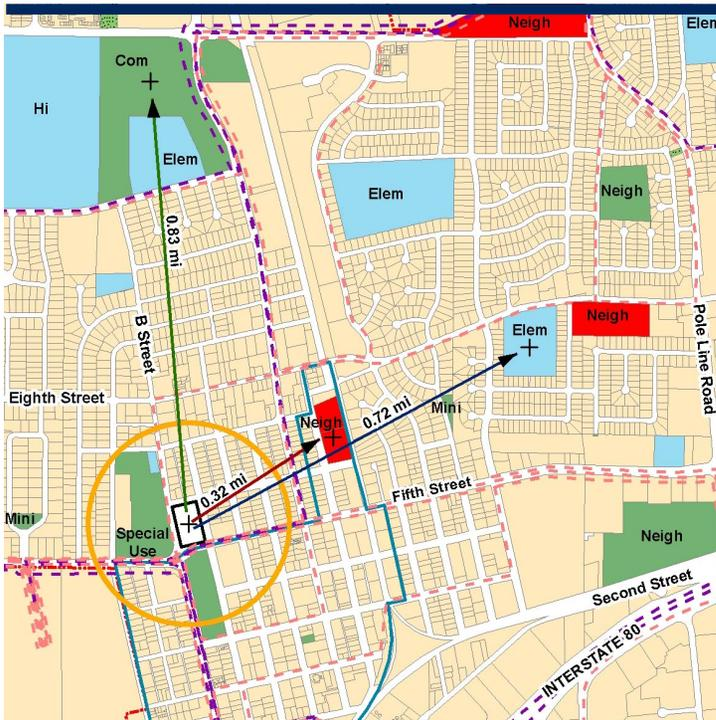 Neigh
Elem
Com
Hi
Elem
Elem
Neigh
0.83 mi
B Street
Pole Line Road
Neigh
Elem
Eighth Street
Mini
0.72 mi
Neigh
0.32 mi
Fifth Street
Mini
Special
Use
Neigh
Second Street
INTERSTATE 80